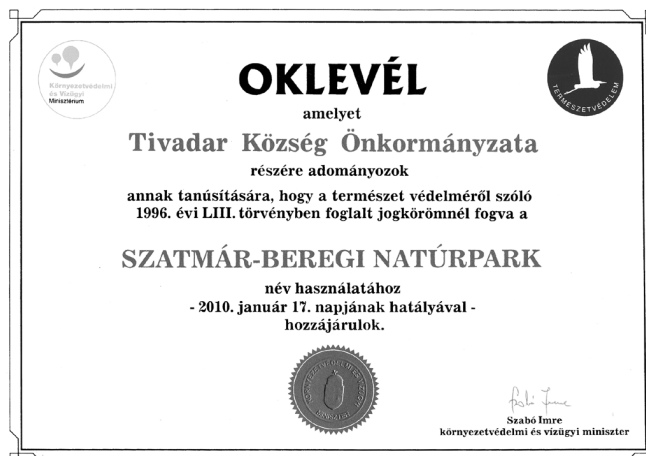 Környezetvédelmi
és Vízügyi
Minisztérium
TERMÉSZETVÉDELEM
OKLEVÉL
amelyet
Tivadar Község Önkormányzata
részére adományozok
annak tanúsítására, hogy a természet védelméről szóló
1996. évi LIII. törvényben foglalt jogkörömnél fogva a
SZATMÁR-BEREGI NATÚRPARK
név használatához
- 2010. január 17. napjának hatályával -
hozzájárulok.
Szabó Imre
környezetvédelmi és vízügyi miniszter